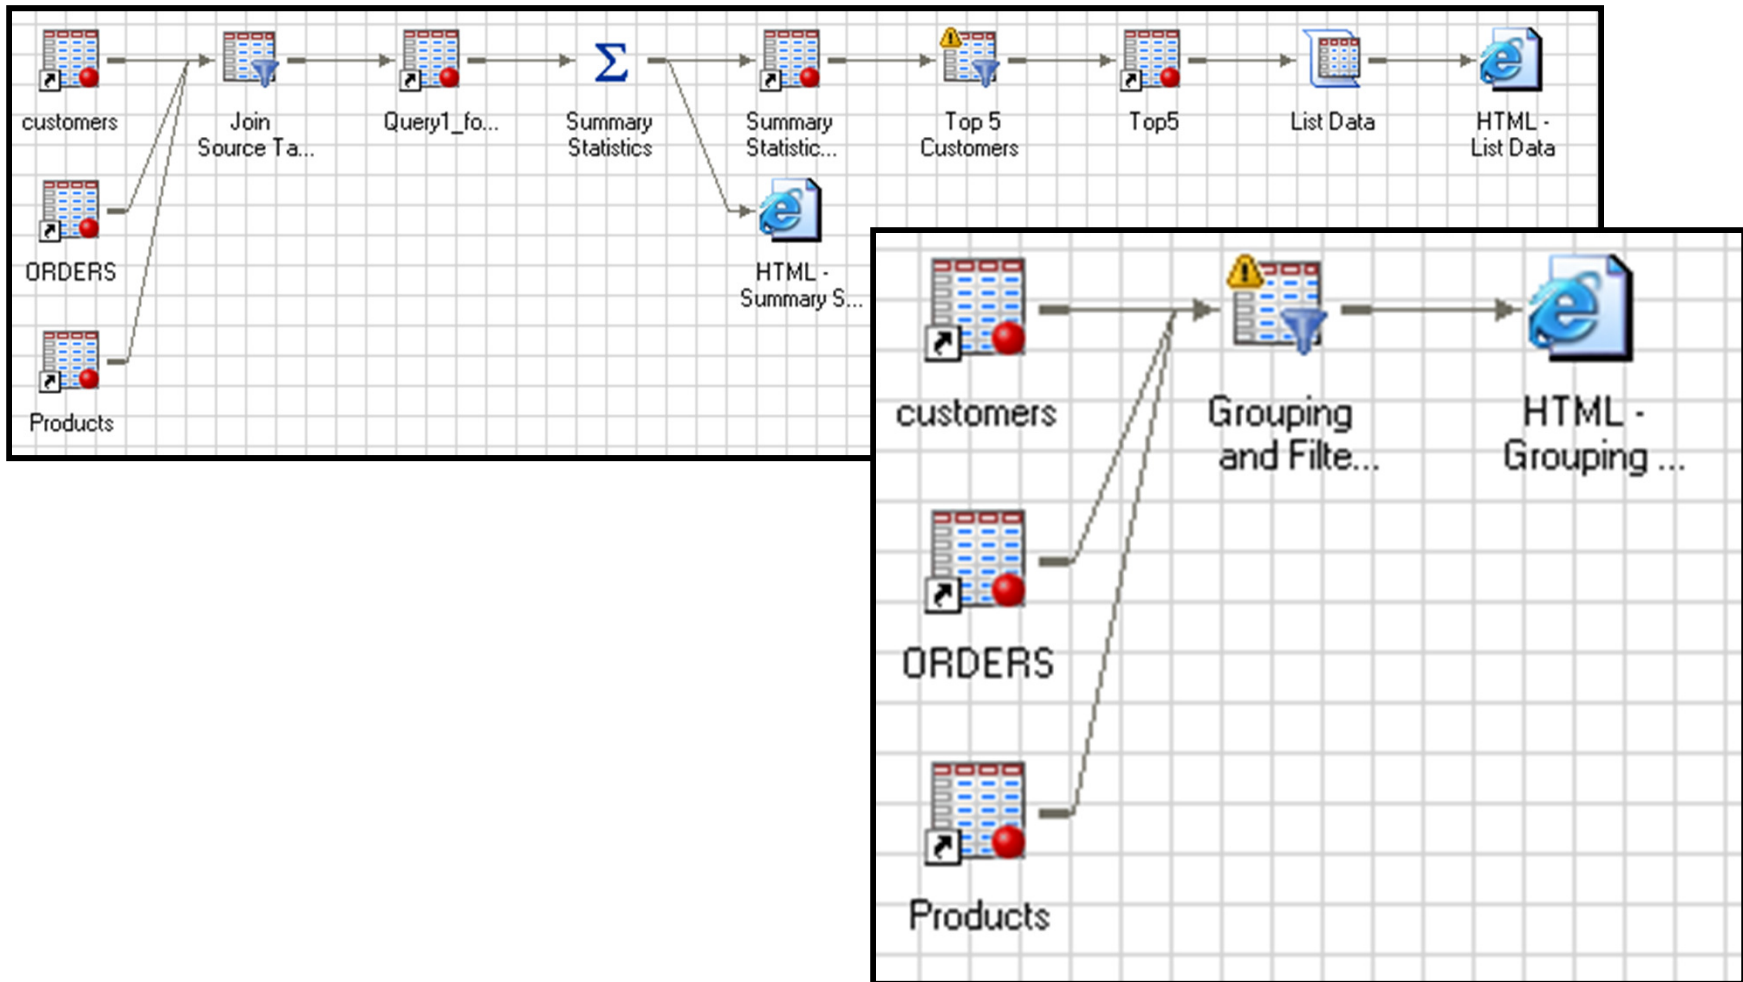 customers
Join
Source Ta...
Query1_fo...
Summary
Statistics
Summary
Statistic...
Top 5
Customers
Top5
List Data
HTML -
List Data
ORDERS
HTML -
Summary S...
Products
customers
Grouping
and Filte...
HTML -
Grouping ...
ORDERS
Products